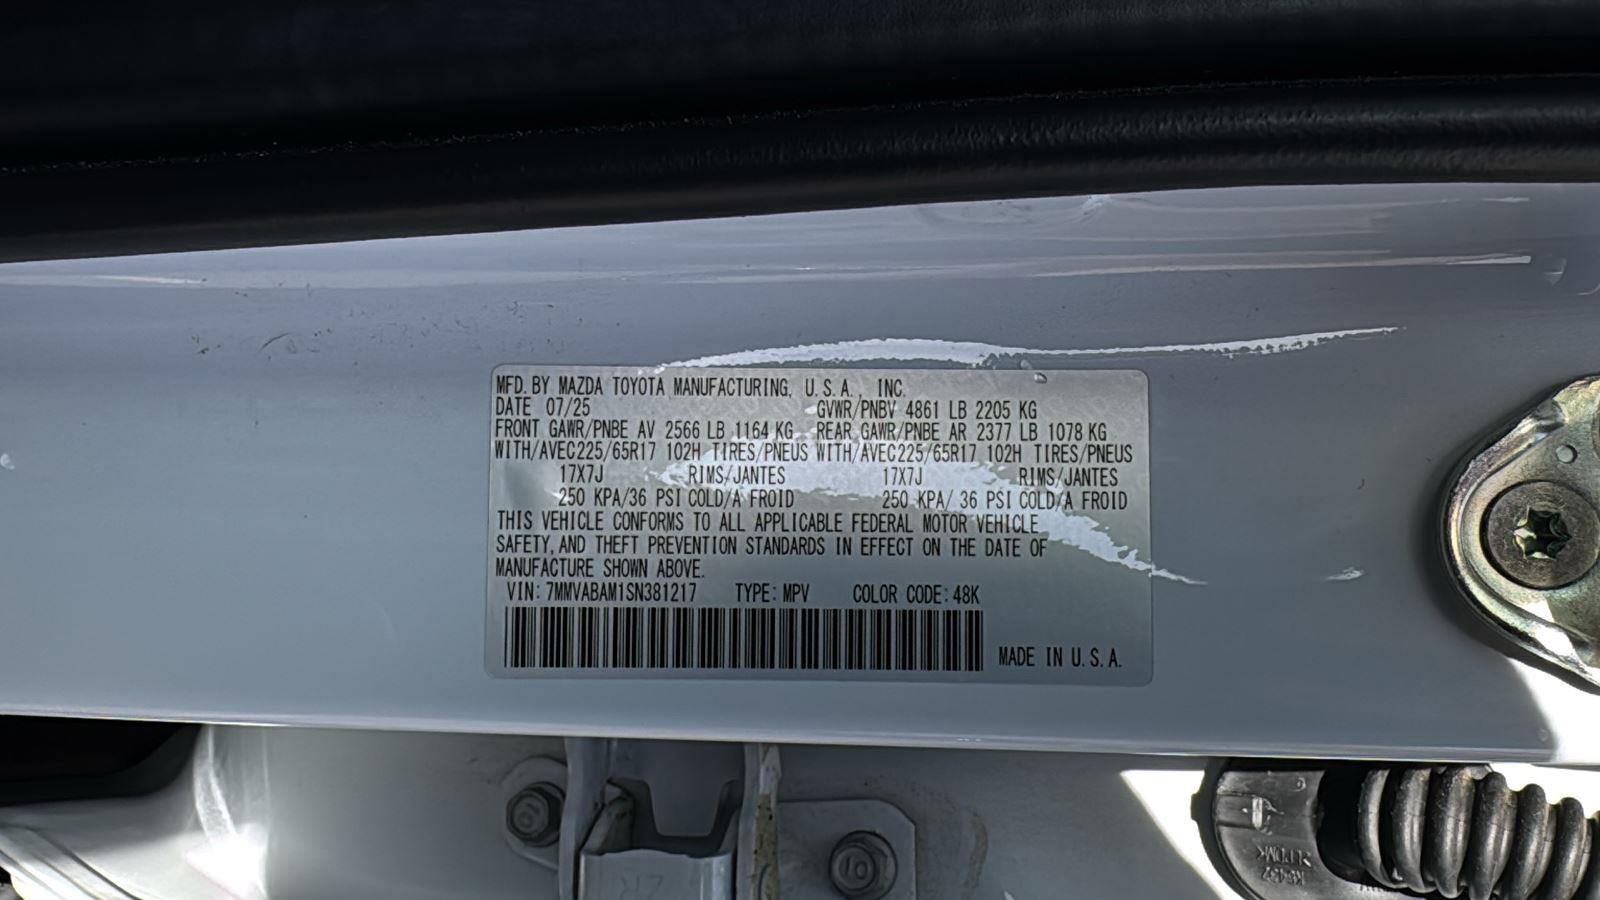 MFD. BY MAZDA TOYOTA MANUFACTURING, U.S.A., INC.
DATE 07/25 GVWR/PNBV 4861 LB 2205 KG
FRONT GAWR/PNBE AV 2566 LB 1164 KG REAR GAWR/PNBE AR 2377 LB 1078 KG
WITH/AVEC225/65R17 102H TIRES/PNEUS WITH/AVEC225/65R17 102H TIRES/PNEUS
17X7J RIMS/JANTES 17X7J RIMS/JANTES
250 KPA/36 PSI COLD/A FROID 250 KPA/ 36 PSI COLD/A FROID
THIS VEHICLE CONFORMS TO ALL APPLICABLE FEDERAL MOTOR VEHICLE
SAFETY, AND THEFT PREVENTION STANDARDS IN EFFECT ON THE DATE OF
MANUFACTURE SHOWN ABOVE.
VIN: 7MMVABAM1SN381217 TYPE: MPV COLOR CODE: 48K
MADE IN U.S.A.
10